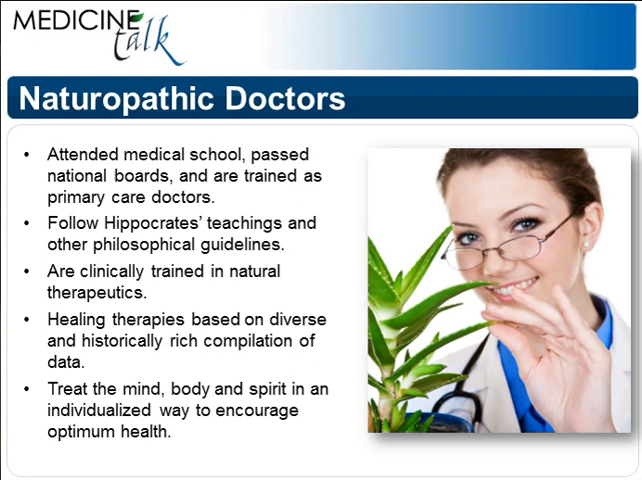 MEDICINE
talk
Naturopathic Doctors
• Attended medical school, passed
national boards, and are trained as
primary care doctors.
• Follow Hippocrates’ teachings and
other philosophical guidelines.
• Are clinically trained in natural
therapeutics.
• Healing therapies based on diverse
and historically rich compilation of
data.
• Treat the mind, body and spirit in an
individualized way to encourage
optimum health.